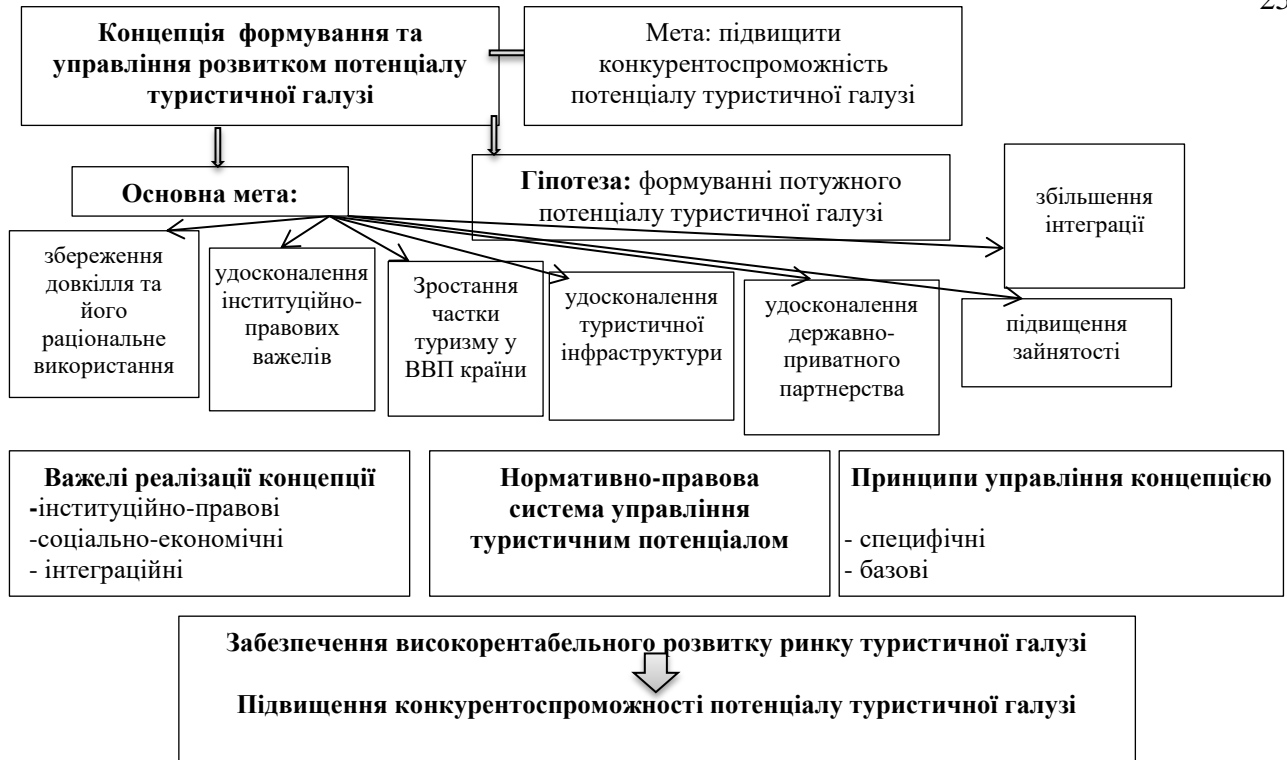 Концепція формування та
управління розвитком потенціалу
туристичної галузі
Мета: підвищити
конкурентоспроможність
потенціалу туристичної галузі
Основна мета:
Гіпотеза: формуванні потужного
потенціалу туристичної галузі
збільшення
інтеграції
збереження
довкілля та
його
раціональне
використання
удосконалення
інституційно-
правових
важелів
Зростання
частки
туризму у
ВВП країни
удосконалення
туристичної
інфраструктури
удосконалення
державно-
приватного
партнерства
підвищення
зайнятості
Важелі реалізації концепції
-інституційно-правові
-соціально-економічні
- інтеграційні
Нормативно-правова
система управління
туристичним потенціалом
Принципи управління концепцією
- специфічні
- базові
Забезпечення високорентабельного розвитку ринку туристичної галузі
Підвищення конкурентоспроможності потенціалу туристичної галузі